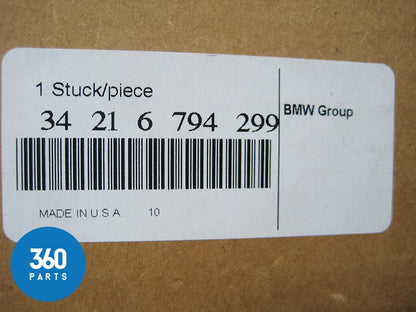 1 Stuck/piece
34 21 6 794 299
BMW Group
MADE IN U S A 10
360
PARTS